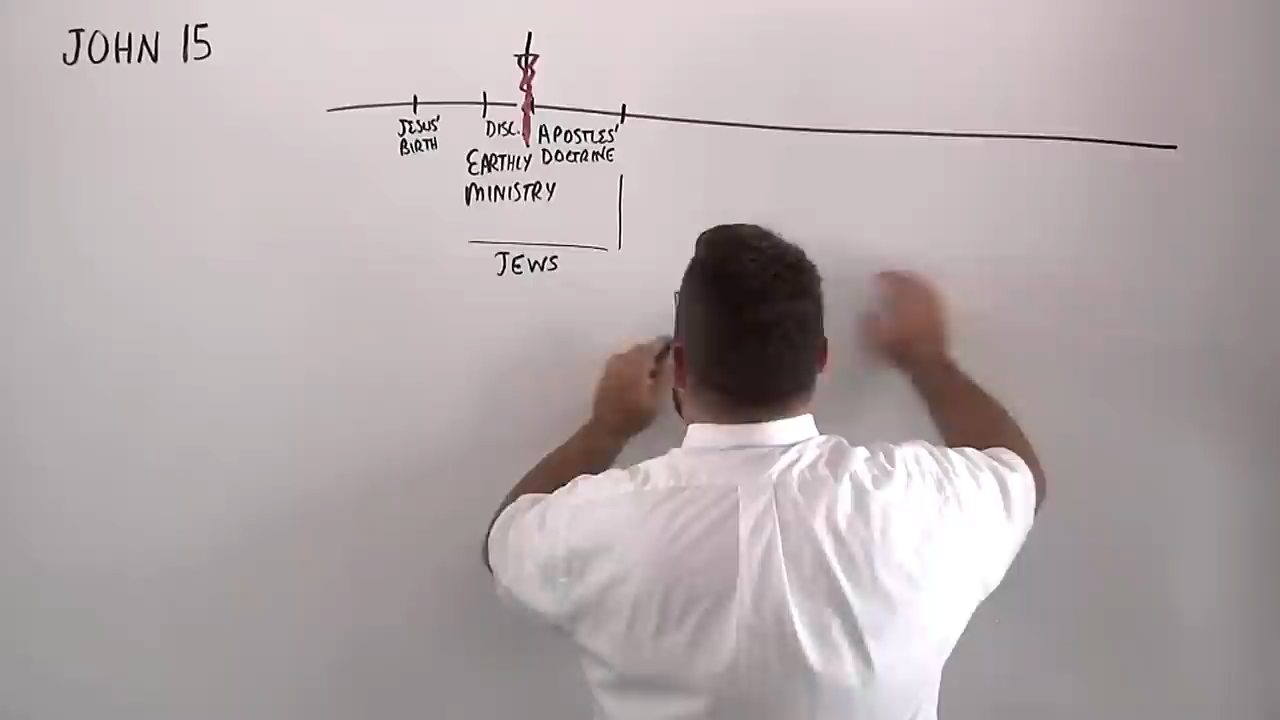 JOHN 15
JESUS'
BIRTH
DISC.
EARTHLY
MINISTRY
APOSTLES'
DOCTRINE
JEWS